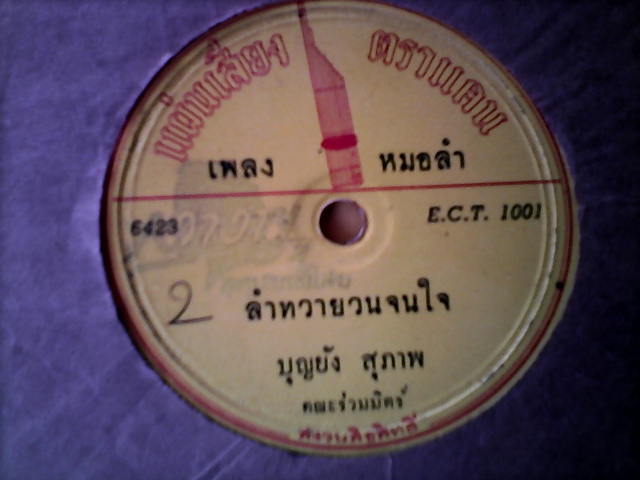 แผ่นเสียง ตราแคน
เพลง หมอลำ
6423 E.C.T. 1001
2 ลำทวายวนจนใจ
บุญยัง สุภาพ
คณะร่วมมิตร์
สงวนลิขสิทธิ์